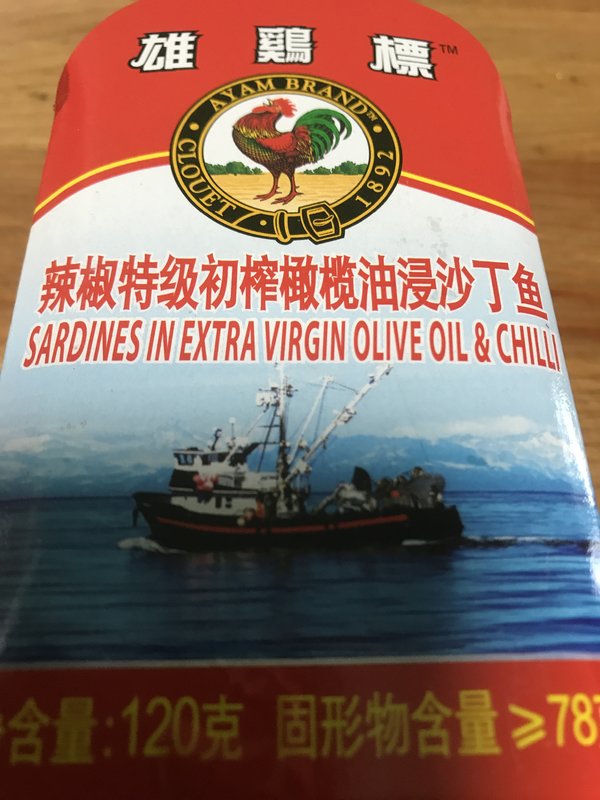 雄鷄標™
AYAM BRAND™
CLOUET 1892
辣椒特级初榨橄榄油浸沙丁鱼
SARDINES IN EXTRA VIRGIN OLIVE OIL & CHILLI
含量:120克 固形物含量≥78